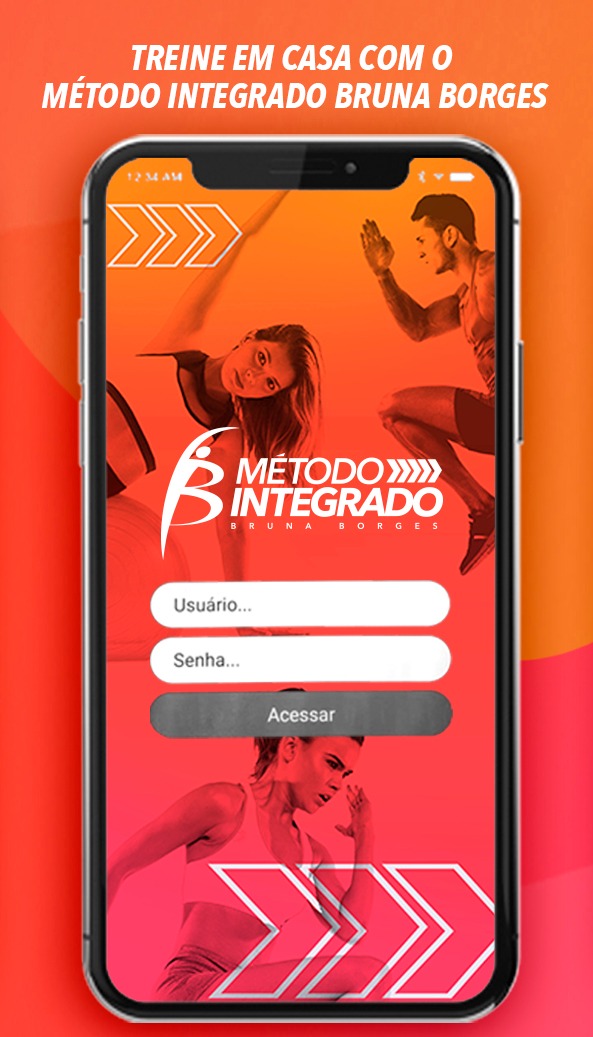 TREINE EM CASA COM O
MÉTODO INTEGRADO BRUNA BORGES
12:34 AM
MÉTODO
INTEGRADO
BRUNA BORGES
Usuário...
Senha...
Acessar